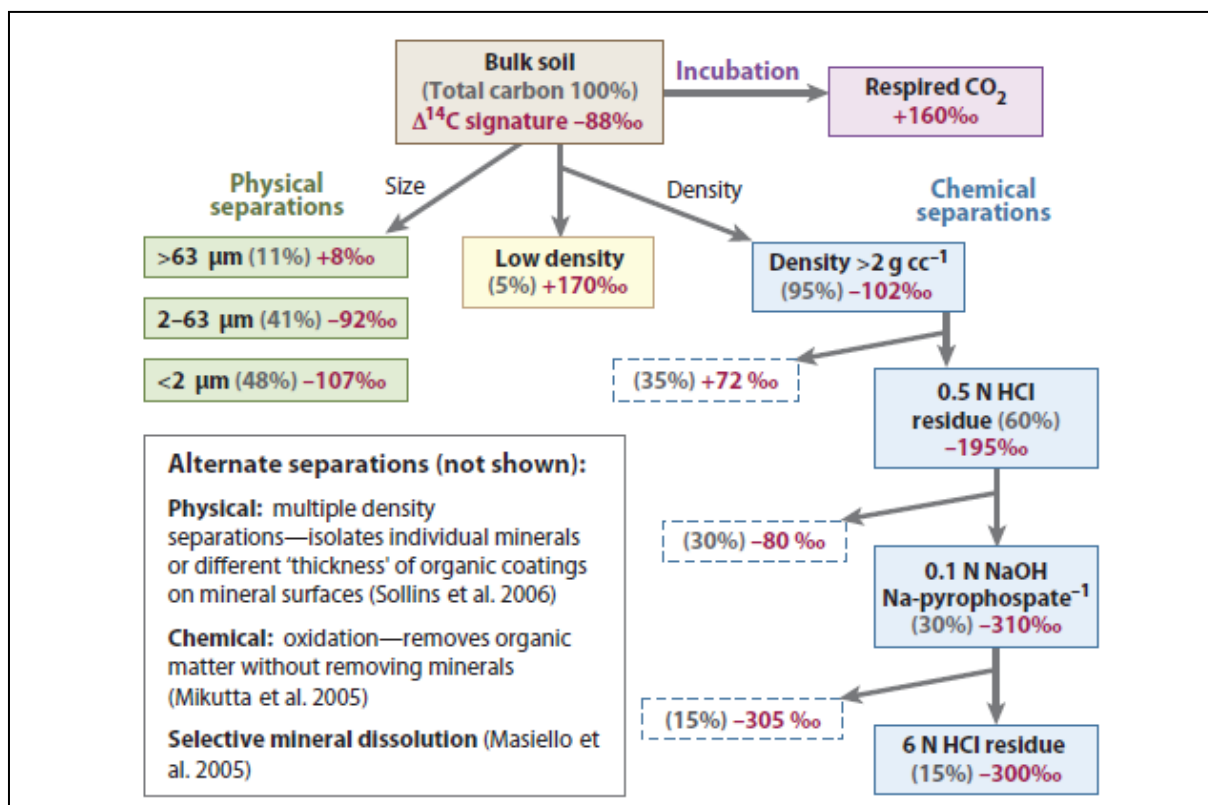 Bulk soil
(Total carbon 100%)
Δ¹⁴C signature –88‰
Incubation
Respired CO₂
+160‰
Physical
separations
Size
Density
Chemical
separations
>63 µm (11%) +8‰
2–63 µm (41%) –92‰
<2 µm (48%) –107‰
Low density
(5%) +170‰
Density >2 g cc⁻¹
(95%) –102‰
(35%) +72 ‰
0.5 N HCl
residue (60%)
–195‰
(30%) –80 ‰
0.1 N NaOH
Na-pyrophospate⁻¹
(30%) –310‰
(15%) –305 ‰
6 N HCl residue
(15%) –300‰
Alternate separations (not shown):
Physical: multiple density
separations—isolates individual minerals
or different 'thickness' of organic coatings
on mineral surfaces (Sollins et al. 2006)
Chemical: oxidation—removes organic
matter without removing minerals
(Mikutta et al. 2005)
Selective mineral dissolution (Masiello et
al. 2005)